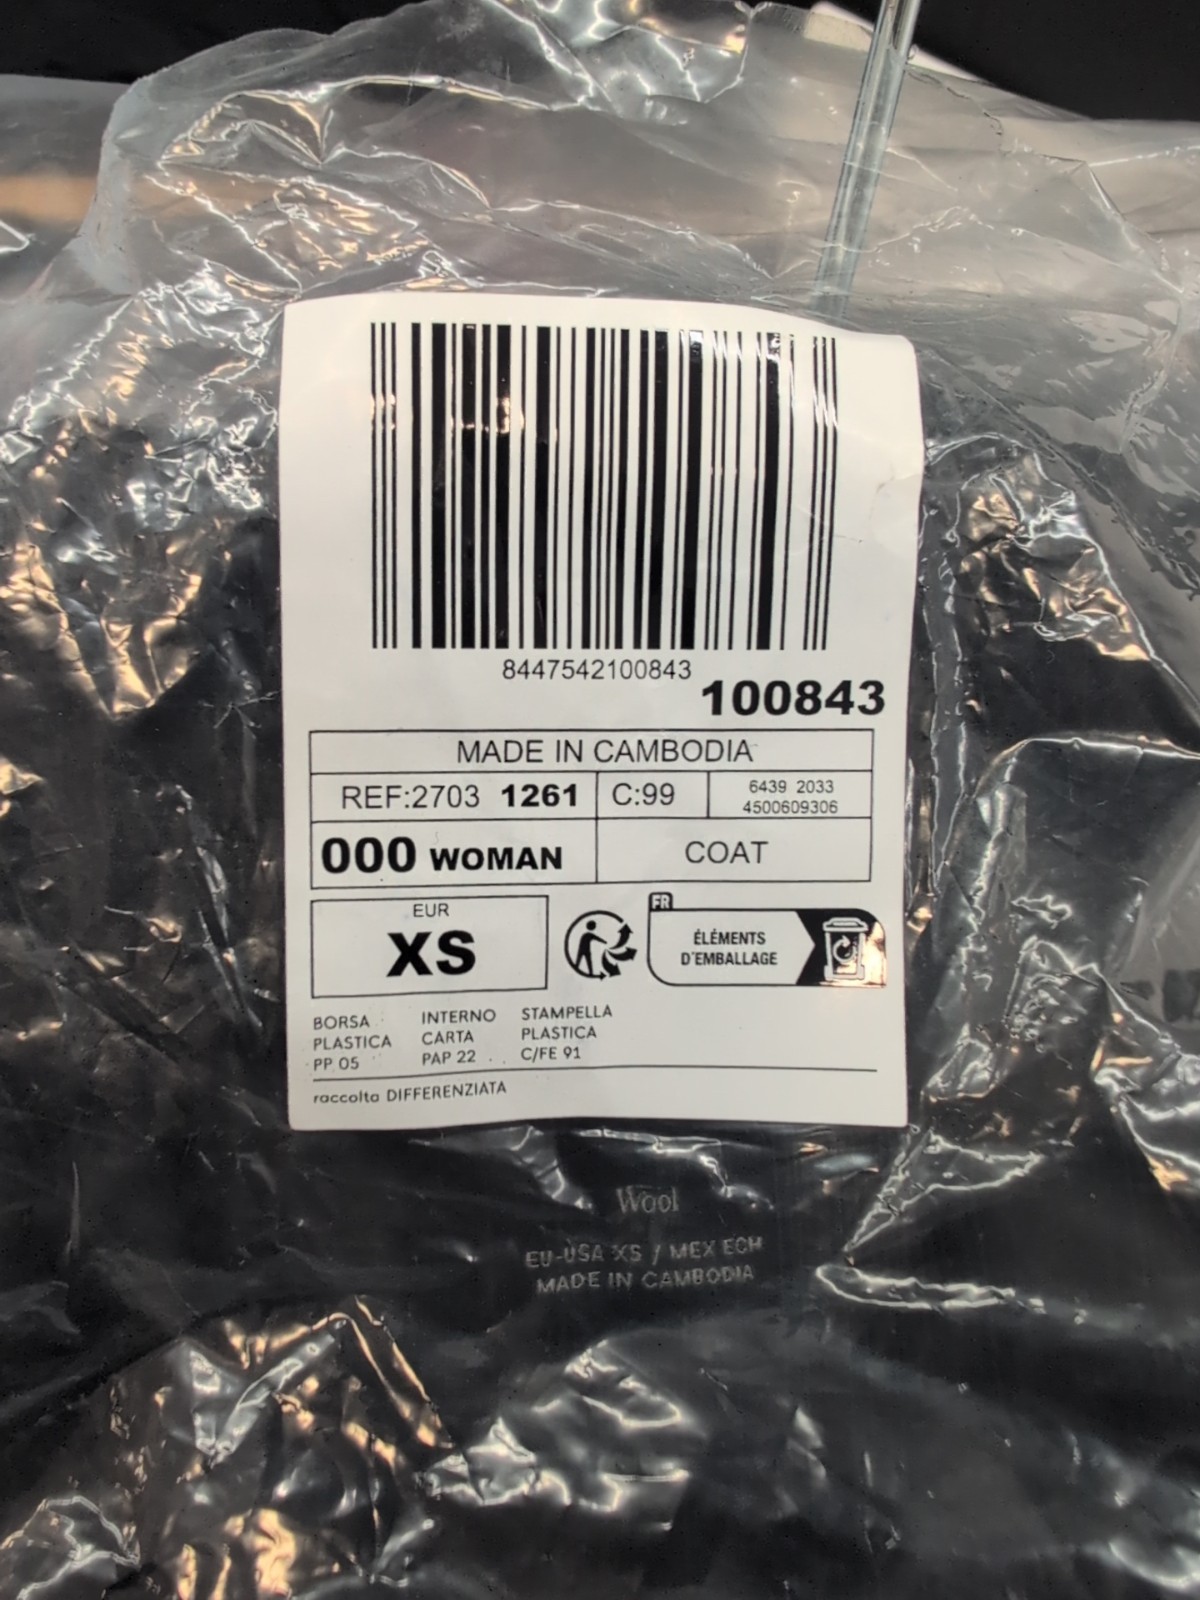 8447542100843
100843
MADE IN CAMBODIA
REF:2703 1261 C:99 6439 2033
4500609306
000 WOMAN COAT
EUR
XS
FR
ÉLÉMENTS
D'EMBALLAGE
BORSA INTERNO STAMPELLA
PLASTICA CARTA PLASTICA
PP 05 PAP 22 C/FE 91
raccolta DIFFERENZIATA
Wool
EU-USA XS / MEX ECH
MADE IN CAMBODIA